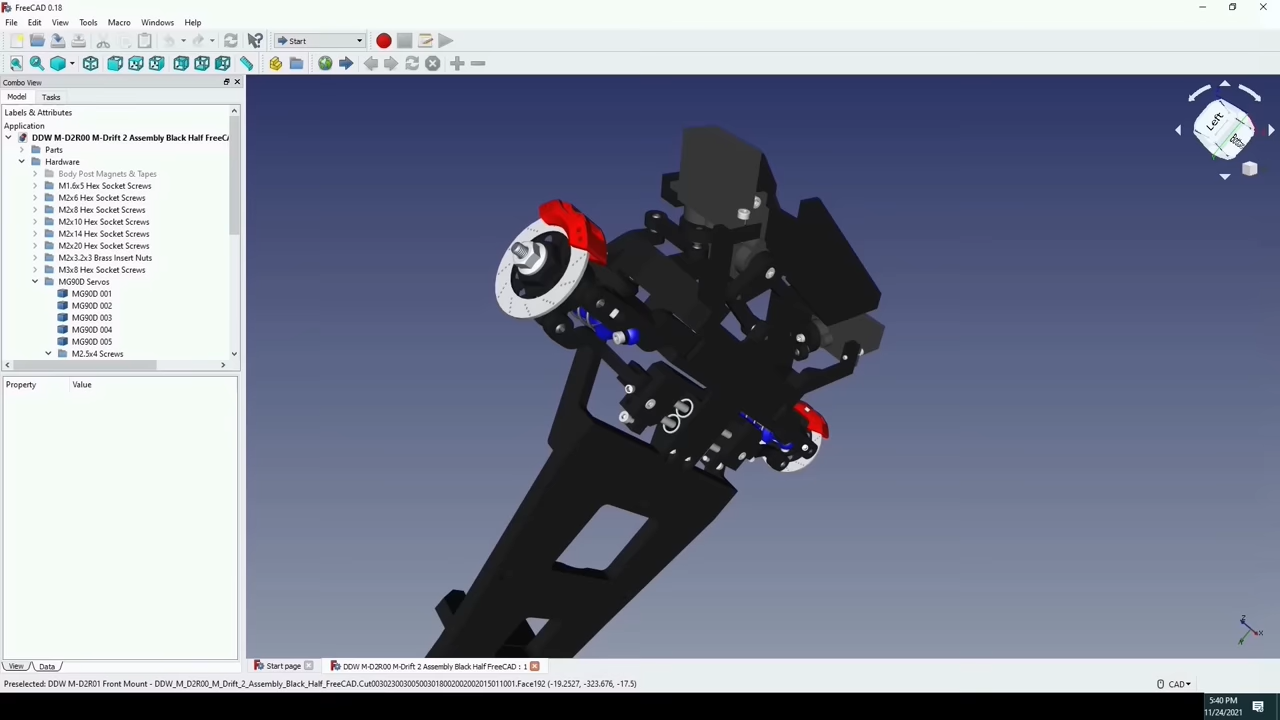 FreeCAD 0.18
File Edit View Tools Macro Windows Help
Start
Combo View
Model Tasks
Labels & Attributes
Application
DDW M-D2R00 M-Drift 2 Assembly Black Half FreeCA
Parts
Hardware
Body Post Magnets & Tapes
M1.6x5 Hex Socket Screws
M2x6 Hex Socket Screws
M2x8 Hex Socket Screws
M2x10 Hex Socket Screws
M2x14 Hex Socket Screws
M2x20 Hex Socket Screws
M2x3.2x3 Brass Insert Nuts
M3x8 Hex Socket Screws
MG90D Servos
MG90D 001
MG90D 002
MG90D 003
MG90D 004
MG90D 005
M2.5x4 Screws
Property Value
Left
Z
X
Y
View Data
Start page
DDW M-D2R00 M-Drift 2 Assembly Black Half FreeCAD : 1
Preselected: DDW M-D2R01 Front Mount - DDW_M_D2R00_M_Drift_2_Assembly_Black_Half_FreeCAD.Cut003023003005003018002002002015011001.Face192 (-19.2527, -323.676, -17.5)
CAD
5:40 PM
11/24/2021